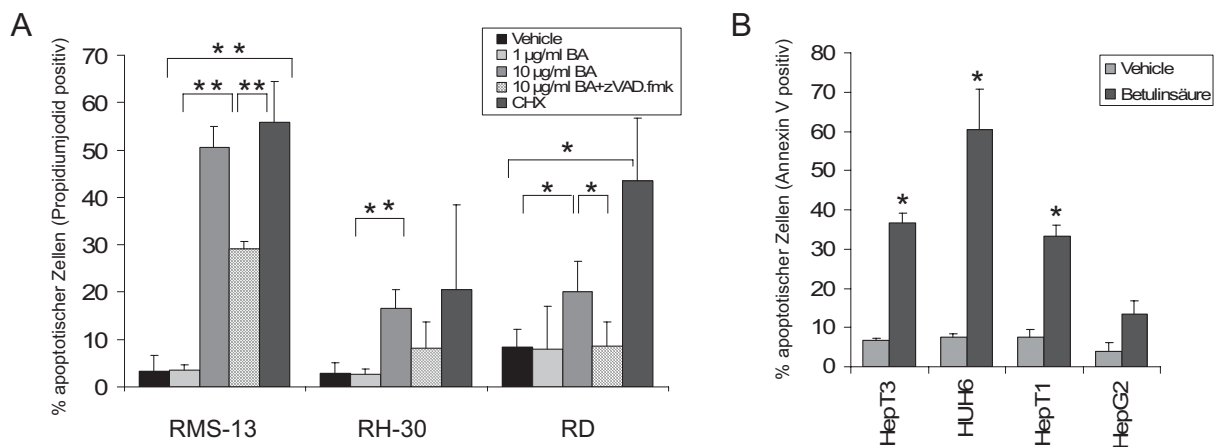 A
% apoptotischer Zellen (Propidiumjodid positiv)
70
60
50
40
30
20
10
0
Vehicle
1 µg/ml BA
10 µg/ml BA
10 µg/ml BA+zVAD.fmk
CHX
* *
* * * *
* *
*
* *
RMS-13 RH-30 RD
B
% apoptotischer Zellen (Annexin V positiv)
80
70
60
50
40
30
20
10
0
Vehicle
Betulinsäure
*
*
*
HepT3 HUH6 HepT1 HepG2